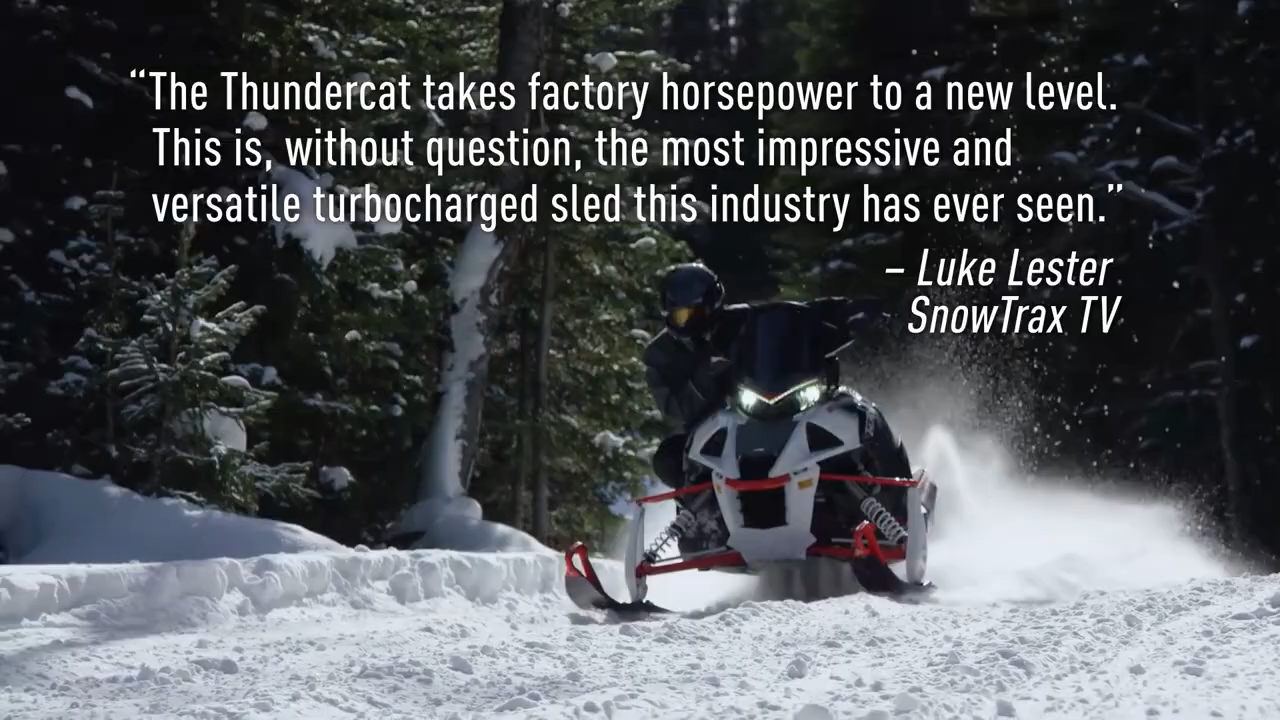 “The Thundercat takes factory horsepower to a new level.
This is, without question, the most impressive and
versatile turbocharged sled this industry has ever seen.”
– Luke Lester
SnowTrax TV